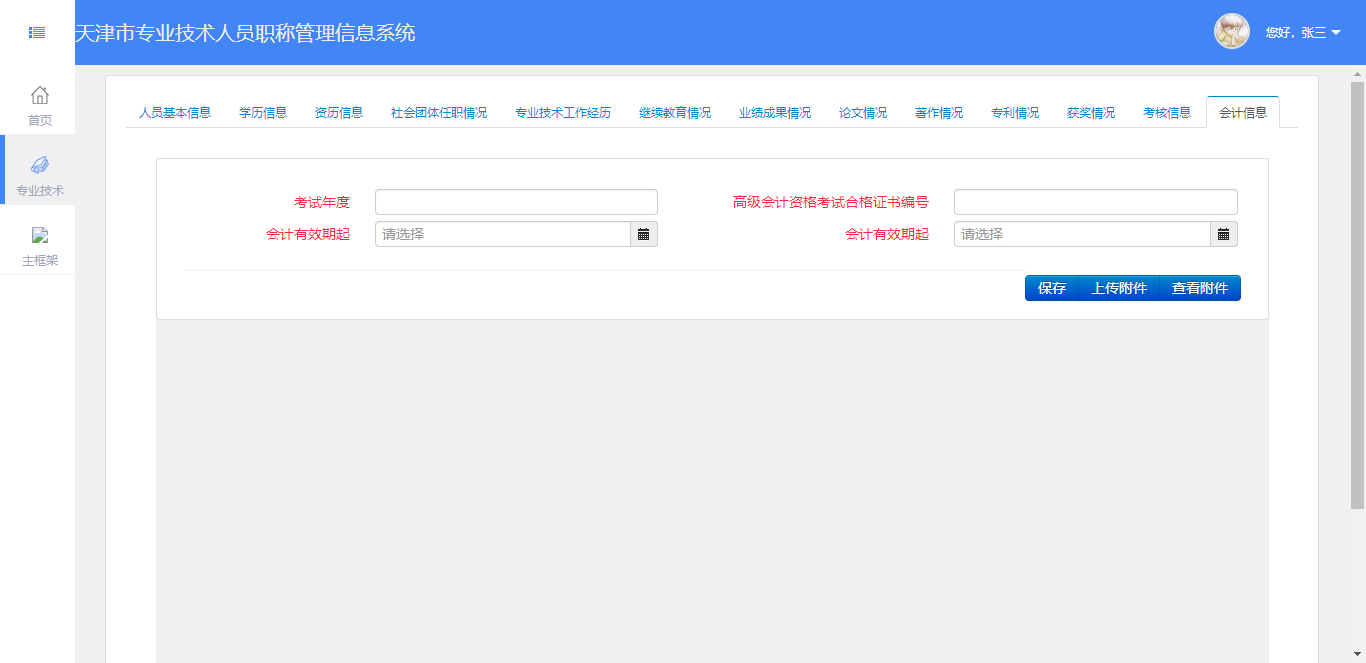 天津市专业技术人员职称管理信息系统
您好，张三
首页
专业技术
主框架
人员基本信息 学历信息 资历信息 社会团体任职情况 专业技术工作经历 继续教育情况 业绩成果情况 论文情况 著作情况 专利情况 获奖情况 考核信息 会计信息
考试年度 高级会计资格考试合格证书编号
会计有效期起 请选择 会计有效期起 请选择
保存 上传附件 查看附件